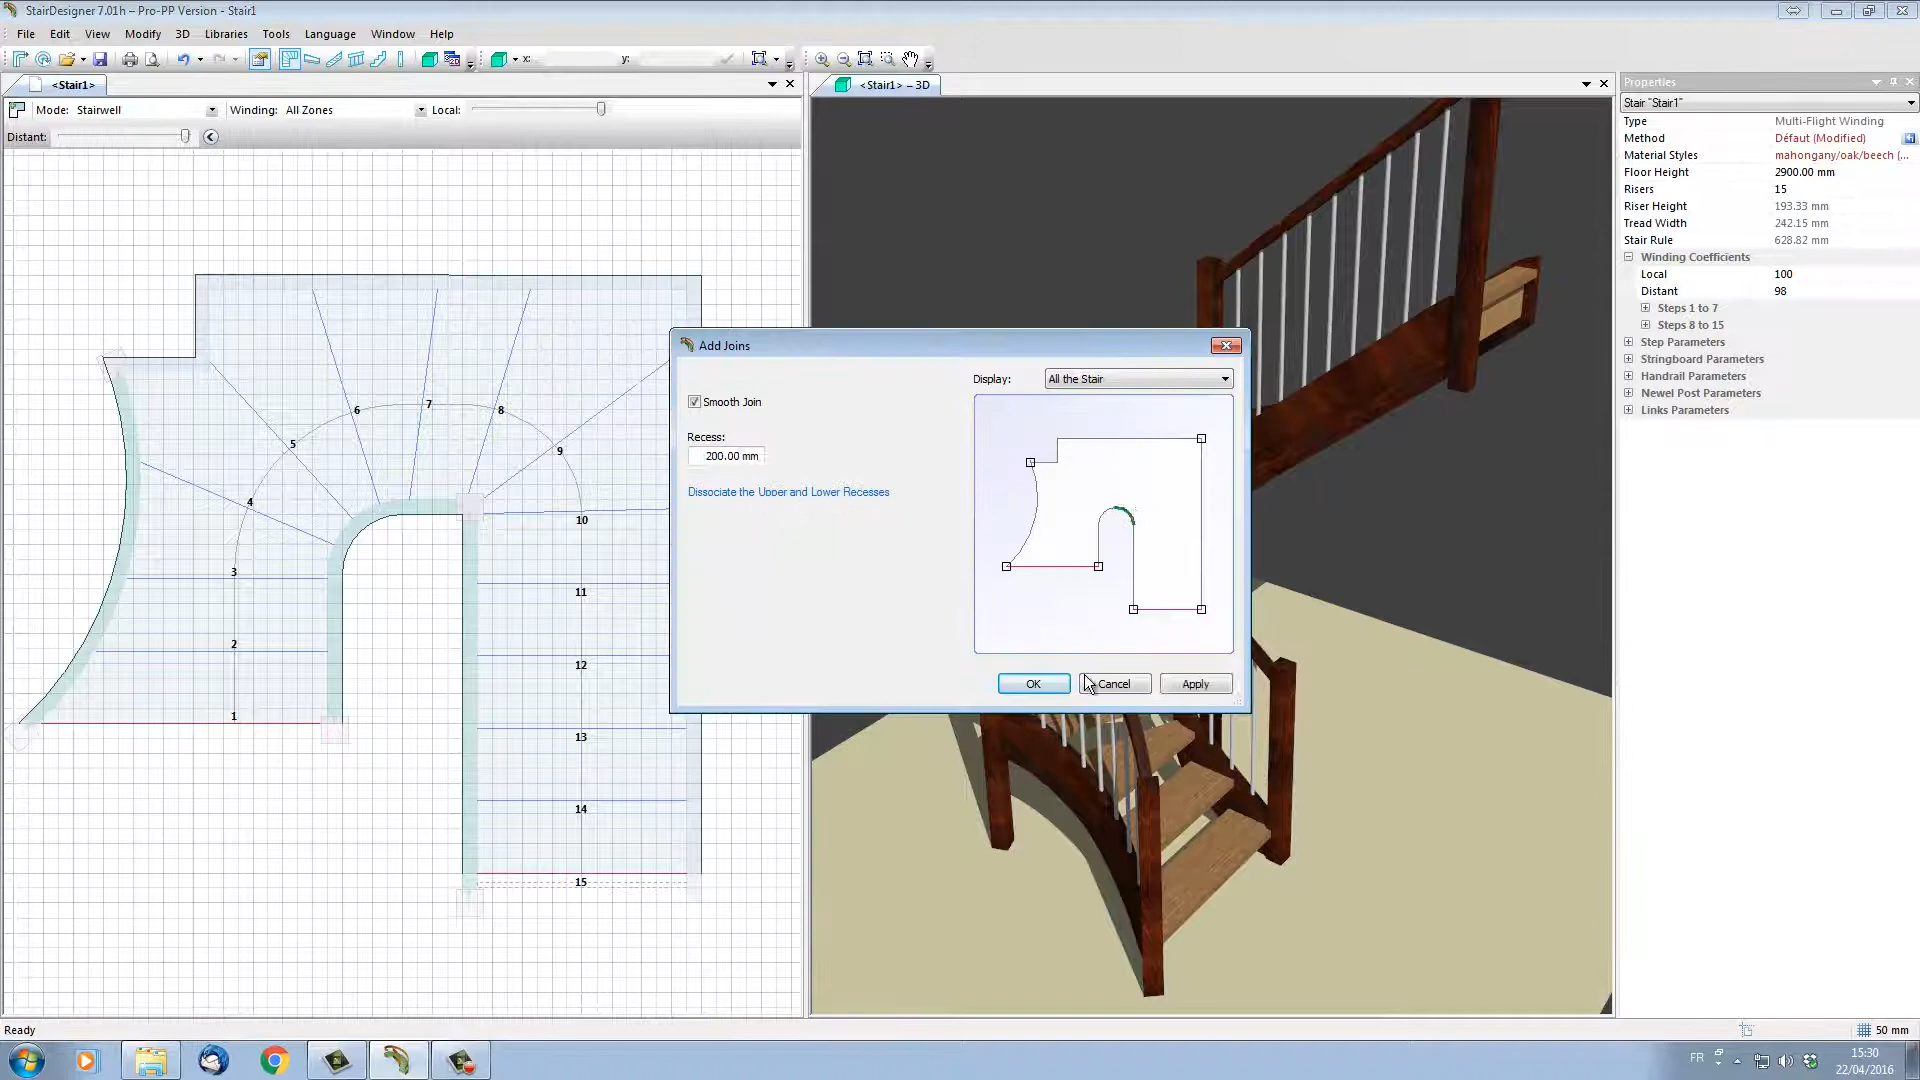 StairDesigner 7.01h – Pro-PP Version - Stair1
File Edit View Modify 3D Libraries Tools Language Window Help
x: y:
<Stair1>
<Stair1> – 3D
Mode: Stairwell Winding: All Zones Local:
Distant:
6 7 8
5 9
4 10
3 11
2 12
1 13
14
15
Add Joins
Smooth Join
Recess:
200.00 mm
Dissociate the Upper and Lower Recesses
Display: All the Stair
OK Cancel Apply
Properties
Stair "Stair1"
Type Multi-Flight Winding
Method Défaut (Modified)
Material Styles mahogany/oak/beech (...
Floor Height 2900.00 mm
Risers 15
Riser Height 193.33 mm
Tread Width 242.15 mm
Stair Rule 628.82 mm
Winding Coefficients
Local 100
Distant 98
Steps 1 to 7
Steps 8 to 15
Step Parameters
Stringboard Parameters
Handrail Parameters
Newel Post Parameters
Links Parameters
Ready
50 mm
FR
15:30
22/04/2016